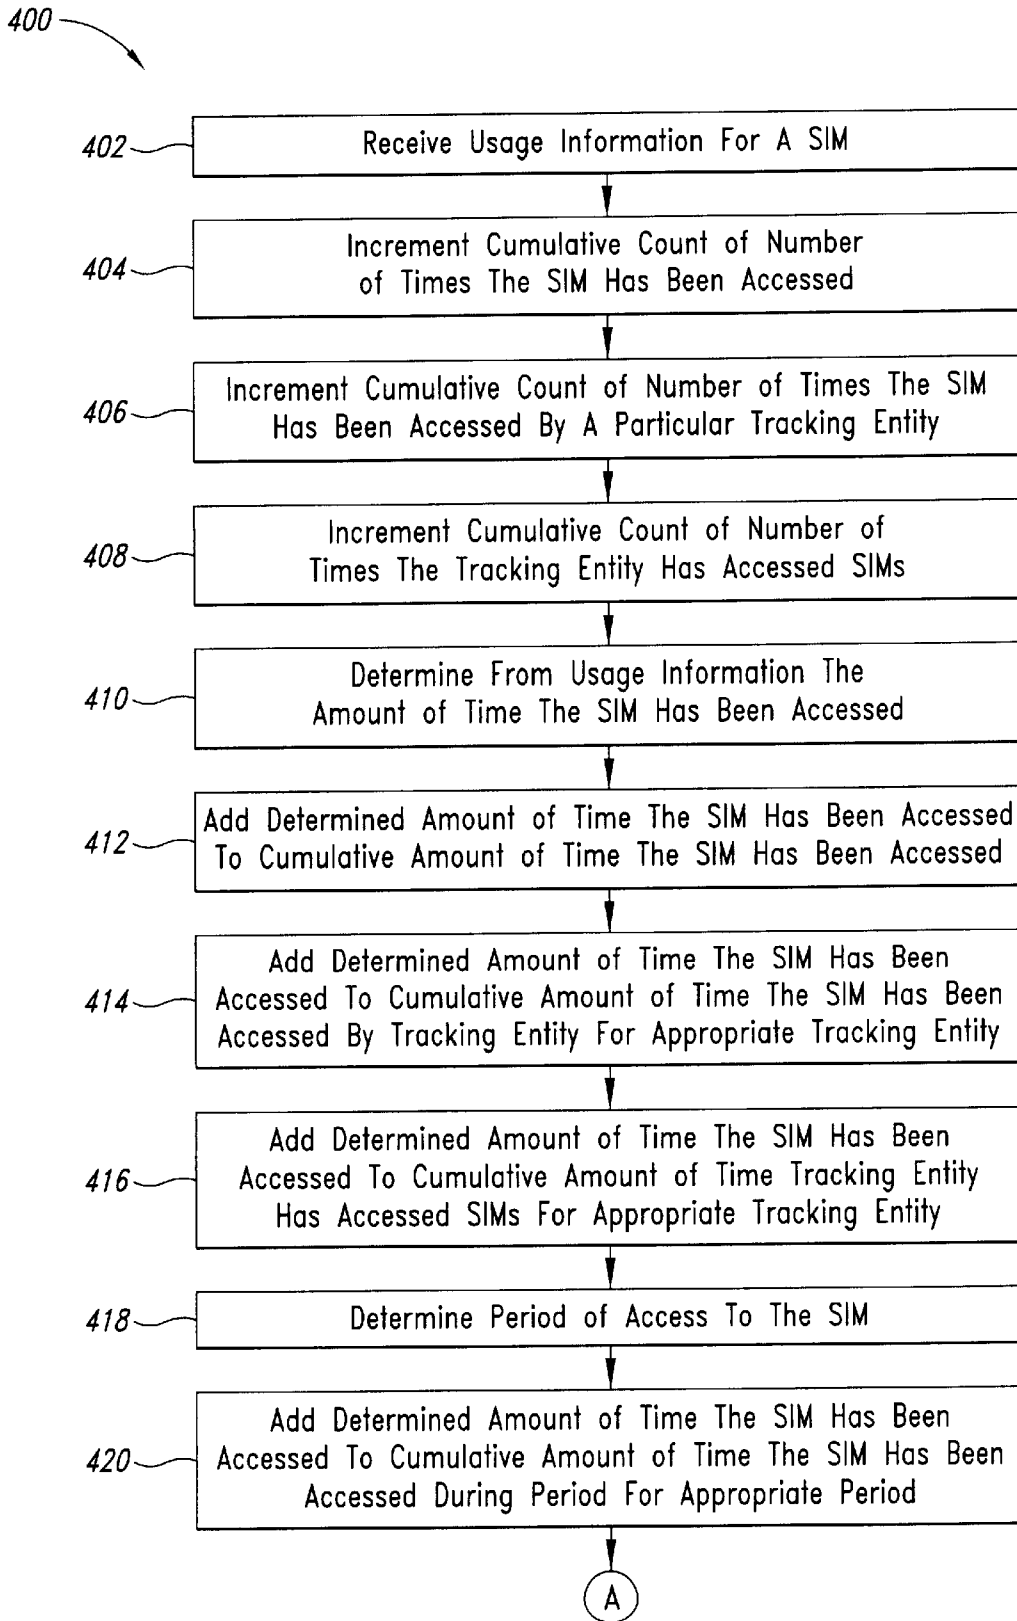 400
402
Receive Usage Information For A SIM
404
Increment Cumulative Count of Number
of Times The SIM Has Been Accessed
406
Increment Cumulative Count of Number of Times The SIM
Has Been Accessed By A Particular Tracking Entity
408
Increment Cumulative Count of Number of
Times The Tracking Entity Has Accessed SIMs
410
Determine From Usage Information The
Amount of Time The SIM Has Been Accessed
412
Add Determined Amount of Time The SIM Has Been Accessed
To Cumulative Amount of Time The SIM Has Been Accessed
414
Add Determined Amount of Time The SIM Has Been
Accessed To Cumulative Amount of Time The SIM Has Been
Accessed By Tracking Entity For Appropriate Tracking Entity
416
Add Determined Amount of Time The SIM Has Been
Accessed To Cumulative Amount of Time Tracking Entity
Has Accessed SIMs For Appropriate Tracking Entity
418
Determine Period of Access To The SIM
420
Add Determined Amount of Time The SIM Has Been
Accessed To Cumulative Amount of Time The SIM Has Been
Accessed During Period For Appropriate Period
A